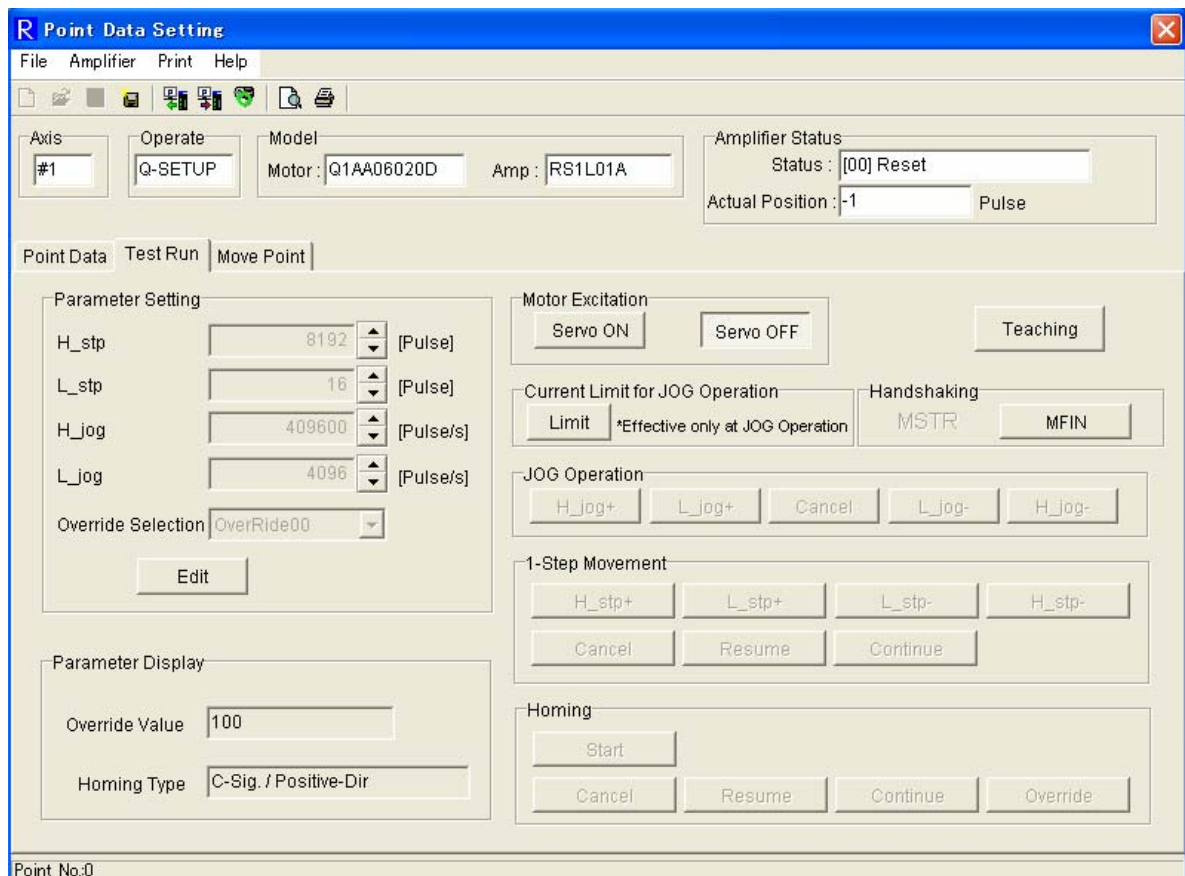 R Point Data Setting
File Amplifier Print Help
Axis
#1
Operate
Q-SETUP
Model
Motor : Q1AA06020D
Amp : RS1L01A
Amplifier Status
Status : [00] Reset
Actual Position : -1 Pulse
Point Data Test Run Move Point
Parameter Setting
H_stp 8192 [Pulse]
L_stp 16 [Pulse]
H_jog 409600 [Pulse/s]
L_jog 4096 [Pulse/s]
Override Selection OverRide00
Edit
Parameter Display
Override Value 100
Homing Type C-Sig. / Positive-Dir
Motor Excitation
Servo ON Servo OFF
Teaching
Current Limit for JOG Operation
Limit *Effective only at JOG Operation
Handshaking
MSTR MFIN
JOG Operation
H_jog+ L_jog+ Cancel L_jog- H_jog-
1-Step Movement
H_stp+ L_stp+ L_stp- H_stp-
Cancel Resume Continue
Homing
Start
Cancel Resume Continue Override
Point No.:0